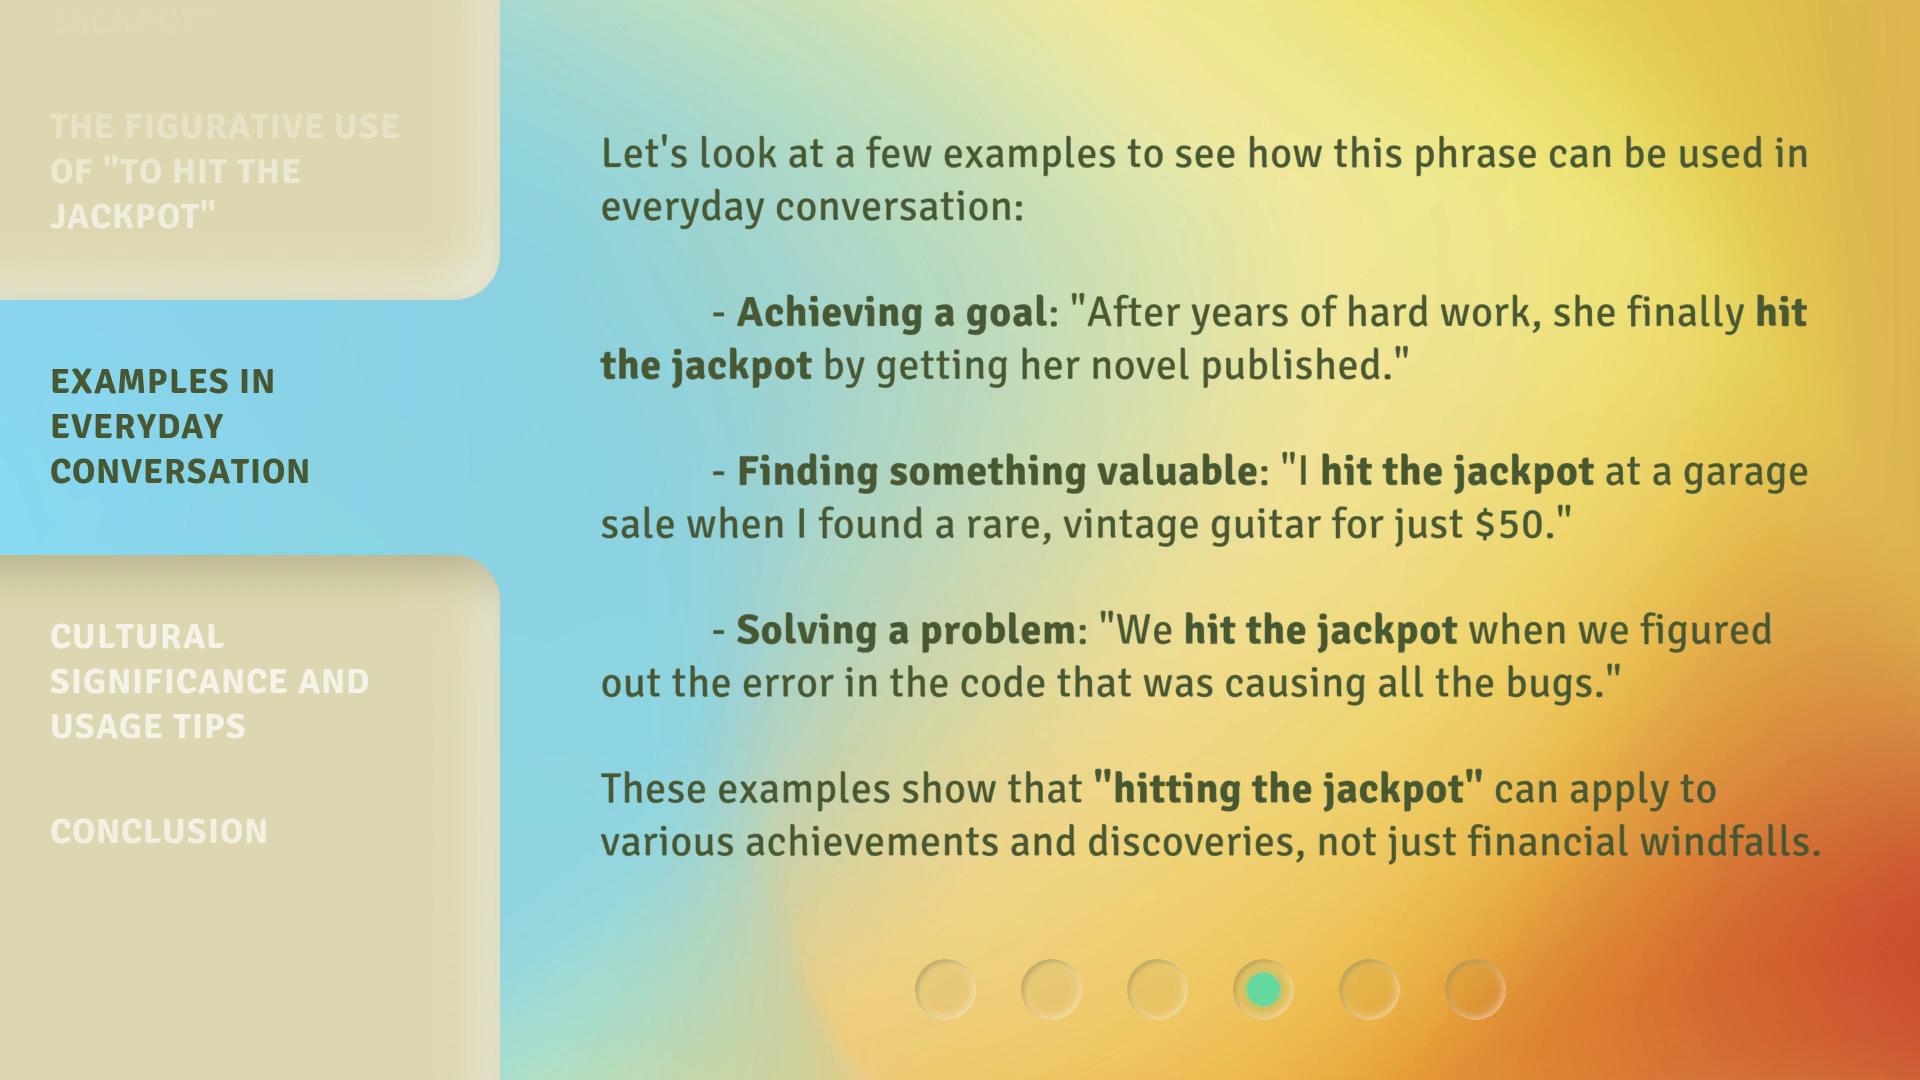 JACKPOT"
THE FIGURATIVE USE
OF "TO HIT THE
JACKPOT"
EXAMPLES IN
EVERYDAY
CONVERSATION
CULTURAL
SIGNIFICANCE AND
USAGE TIPS
CONCLUSION
Let's look at a few examples to see how this phrase can be used in
everyday conversation:
- Achieving a goal: "After years of hard work, she finally hit
the jackpot by getting her novel published."
- Finding something valuable: "I hit the jackpot at a garage
sale when I found a rare, vintage guitar for just $50."
- Solving a problem: "We hit the jackpot when we figured
out the error in the code that was causing all the bugs."
These examples show that "hitting the jackpot" can apply to
various achievements and discoveries, not just financial windfalls.